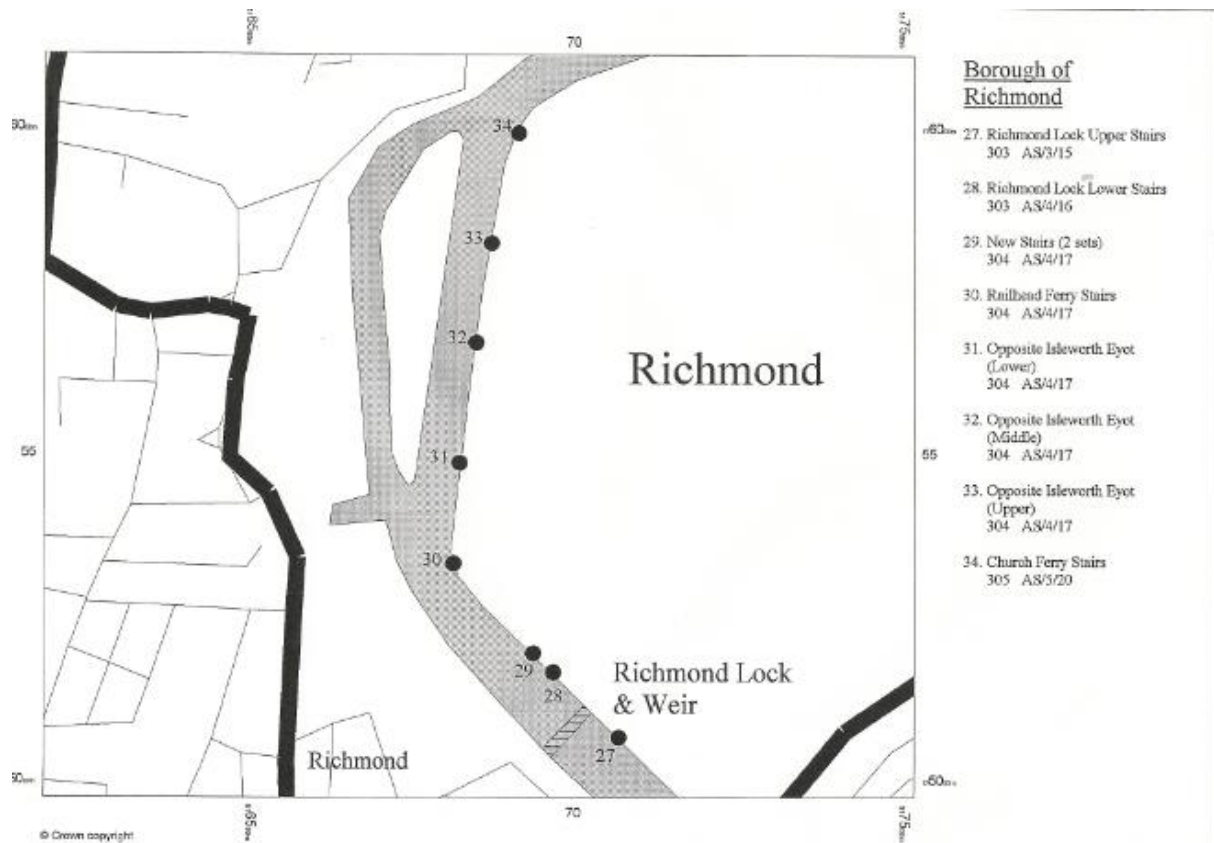 70
Borough of
Richmond
27. Richmond Lock Upper Stairs
303 AS/3/15
28. Richmond Lock Lower Stairs
303 AS/4/16
29. New Stairs (2 sets)
304 AS/4/17
30. Railhead Ferry Stairs
304 AS/4/17
31. Opposite Isleworth Eyot
(Lower)
304 AS/4/17
32. Opposite Isleworth Eyot
(Middle)
304 AS/4/17
33. Opposite Isleworth Eyot
(Upper)
304 AS/4/17
34. Church Ferry Stairs
305 AS/5/20
34
33
32
Richmond
55
31
55
30
29
28
Richmond Lock
& Weir
27
Richmond
70
© Crown copyright